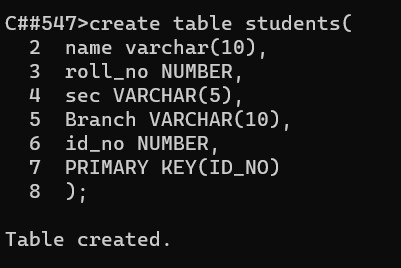 C##547>create table students(
2 name varchar(10),
3 roll_no NUMBER,
4 sec VARCHAR(5),
5 Branch VARCHAR(10),
6 id_no NUMBER,
7 PRIMARY KEY(ID_NO)
8 );
Table created.